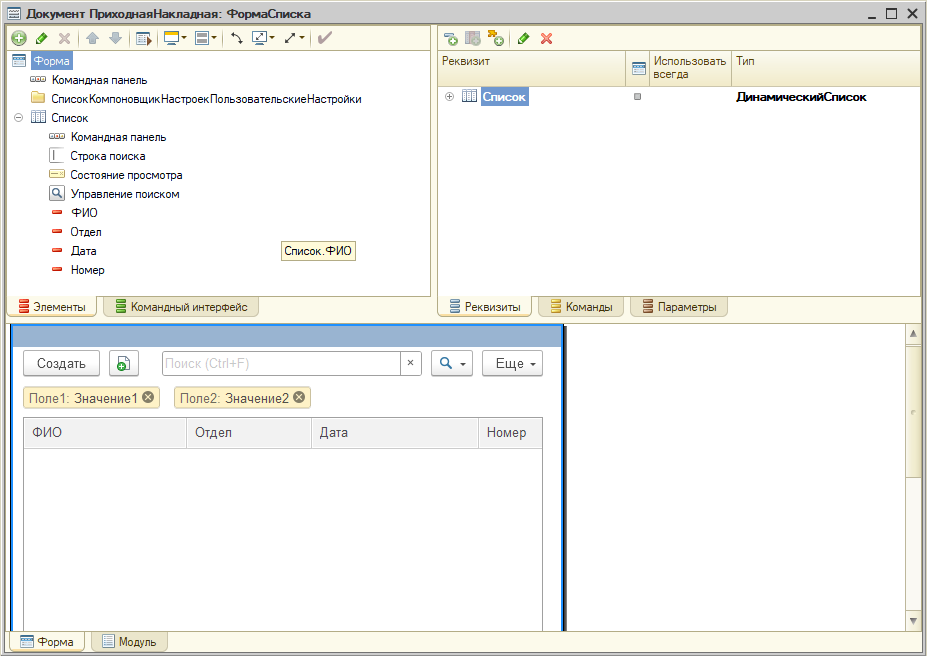 Документ ПриходнаяНакладная: ФормаСписка
Форма
Командная панель
СписокКомпоновщикНастроекПользовательскиеНастройки
Список
Командная панель
Строка поиска
Состояние просмотра
Управление поиском
ФИО
Отдел
Дата
Номер
Список.ФИО
Элементы
Командный интерфейс
Реквизит
Использовать
всегда
Тип
Список
ДинамическийСписок
Реквизиты
Команды
Параметры
Создать
Поиск (Ctrl+F)
×
Еще
Поле1: Значение1
Поле2: Значение2
ФИО
Отдел
Дата
Номер
Форма
Модуль